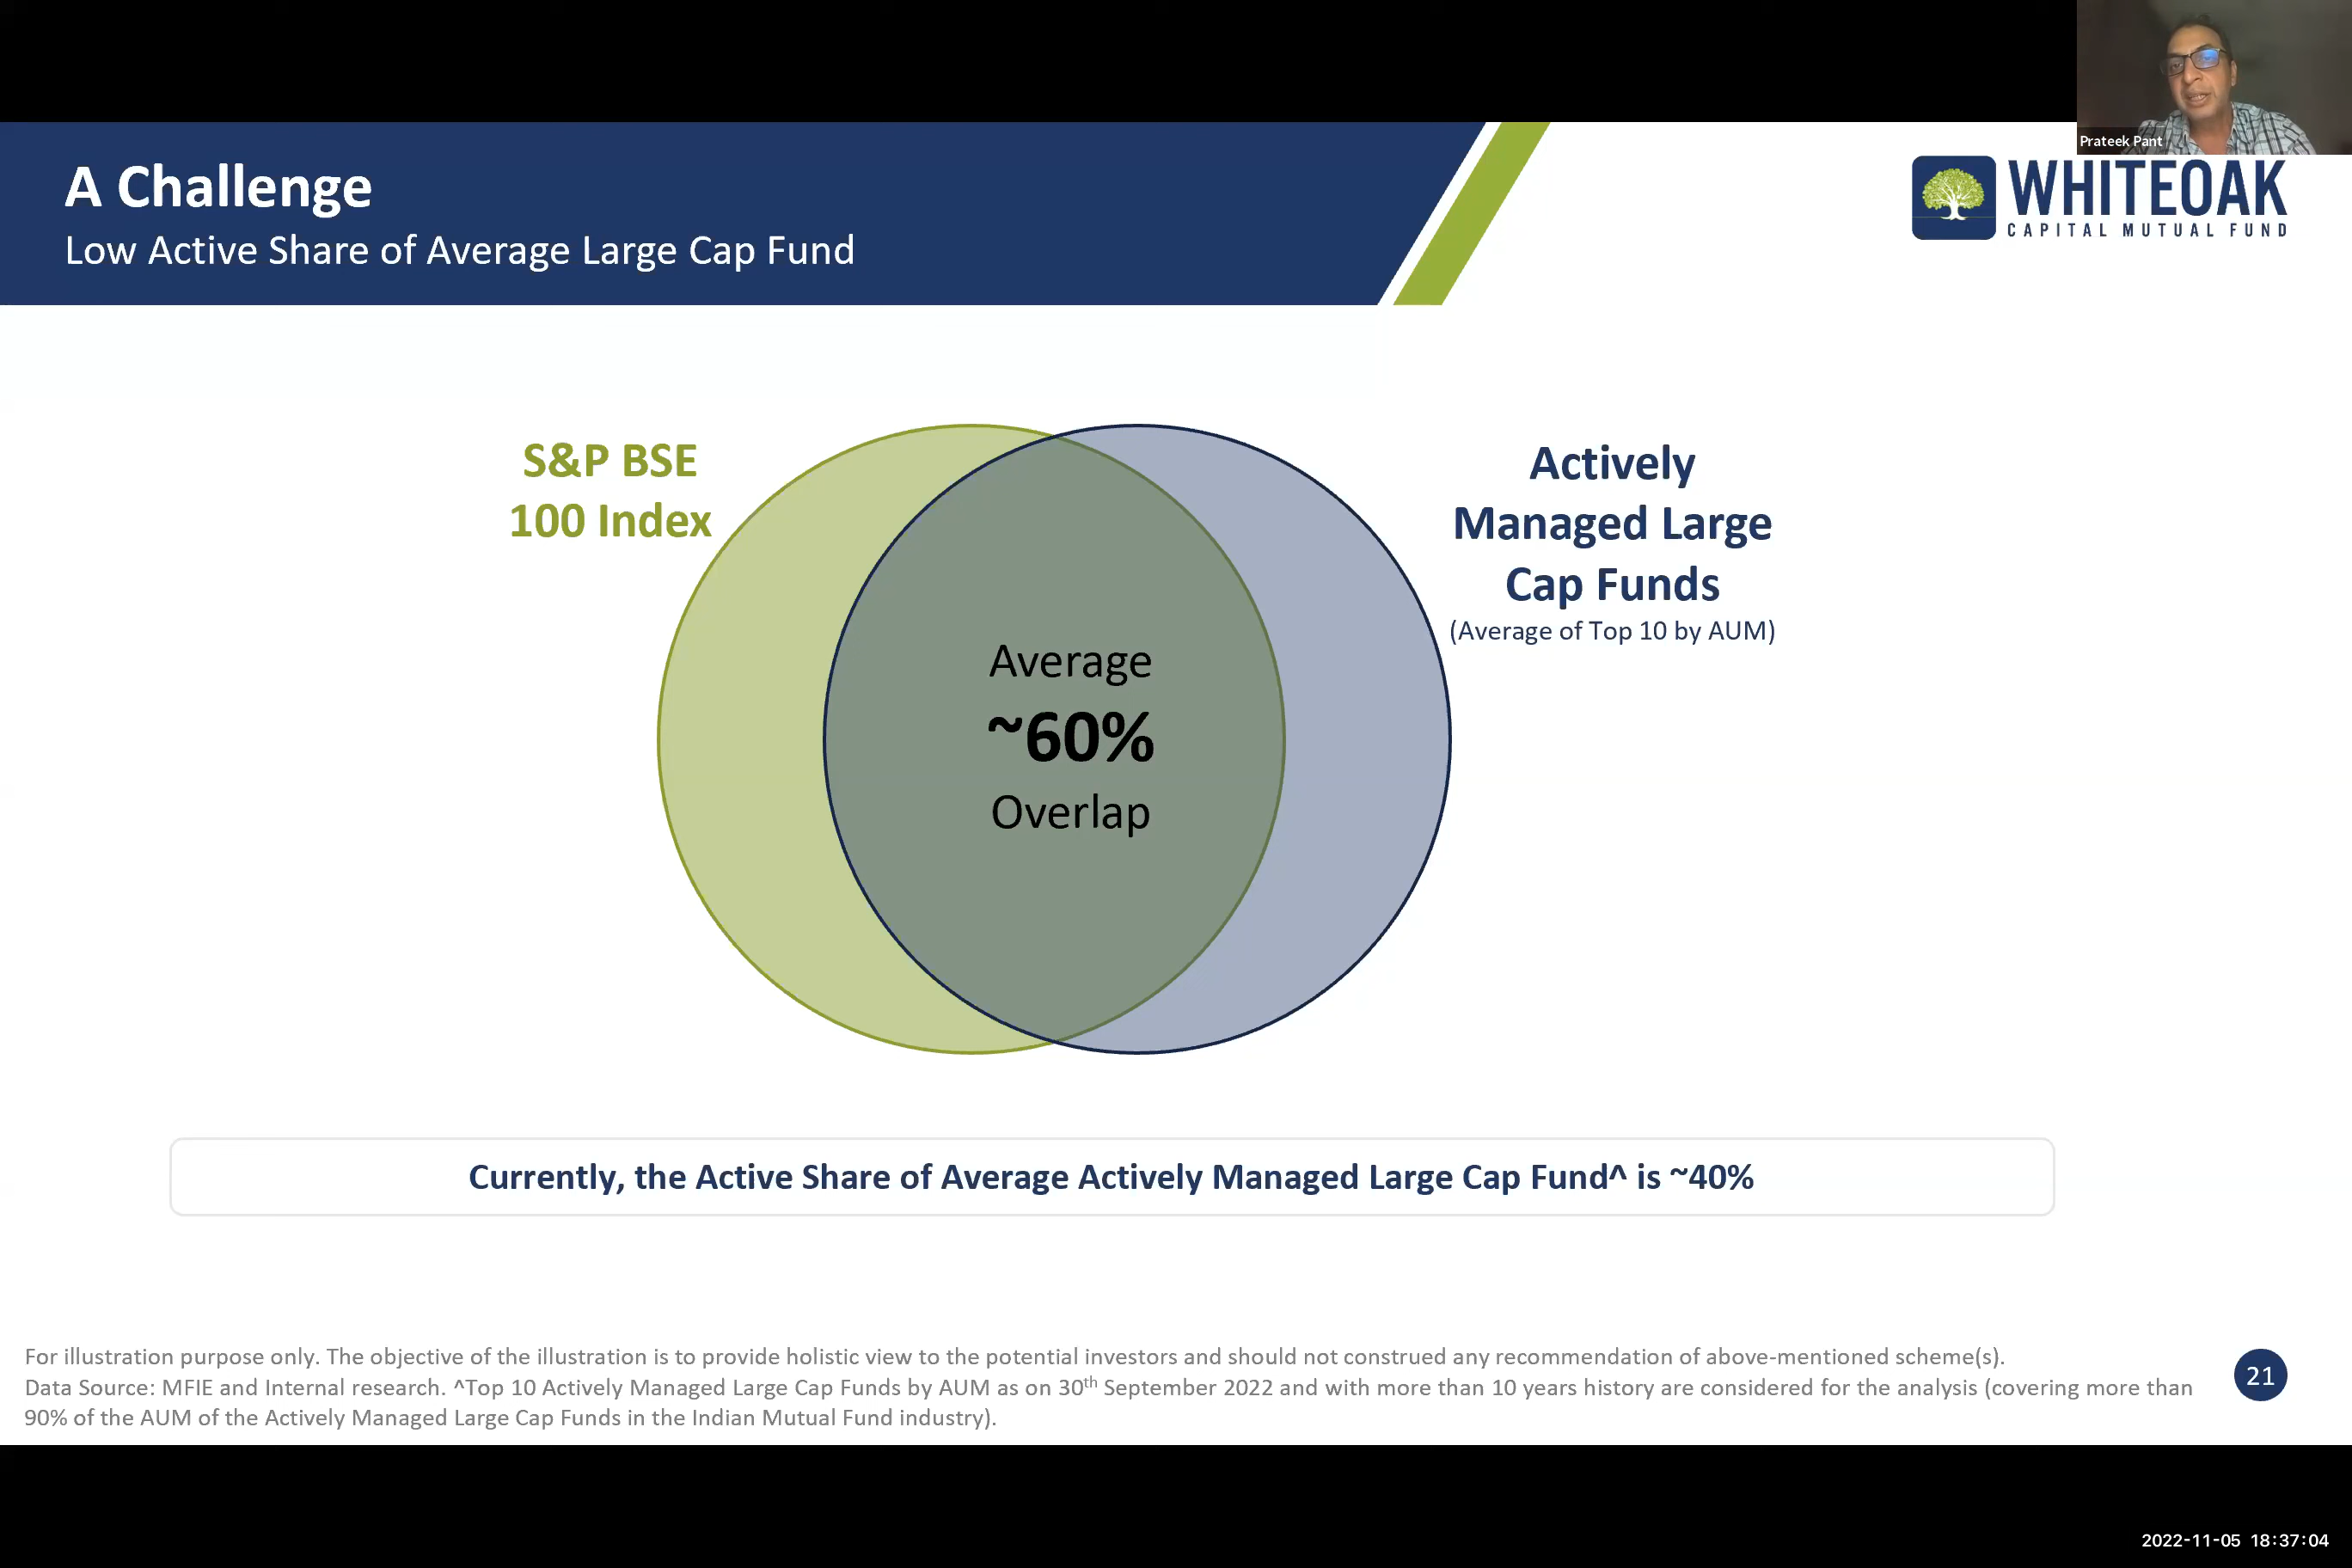 Prateek Pant
A Challenge
Low Active Share of Average Large Cap Fund
WHITEOAK
CAPITAL MUTUAL FUND
S&P BSE
100 Index
Actively
Managed Large
Cap Funds
(Average of Top 10 by AUM)
Average
~60%
Overlap
Currently, the Active Share of Average Actively Managed Large Cap Fund^ is ~40%
For illustration purpose only. The objective of the illustration is to provide holistic view to the potential investors and should not construed any recommendation of above-mentioned scheme(s).
Data Source: MFIE and Internal research. ^Top 10 Actively Managed Large Cap Funds by AUM as on 30th September 2022 and with more than 10 years history are considered for the analysis (covering more than
90% of the AUM of the Actively Managed Large Cap Funds in the Indian Mutual Fund industry).
21
2022-11-05 18:37:04